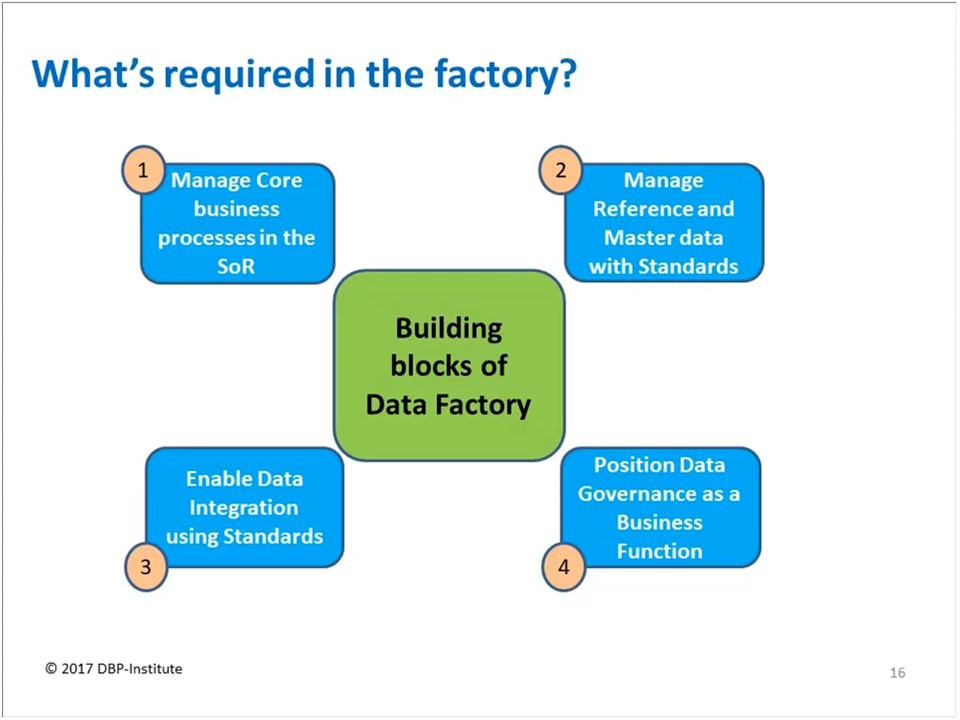 What's required in the factory?
1
Manage Core
business
processes in the
SoR
2
Manage
Reference and
Master data
with Standards
Building
blocks of
Data Factory
Enable Data
Integration
using Standards
3
Position Data
Governance as a
Business
Function
4
© 2017 DBP-Institute
16